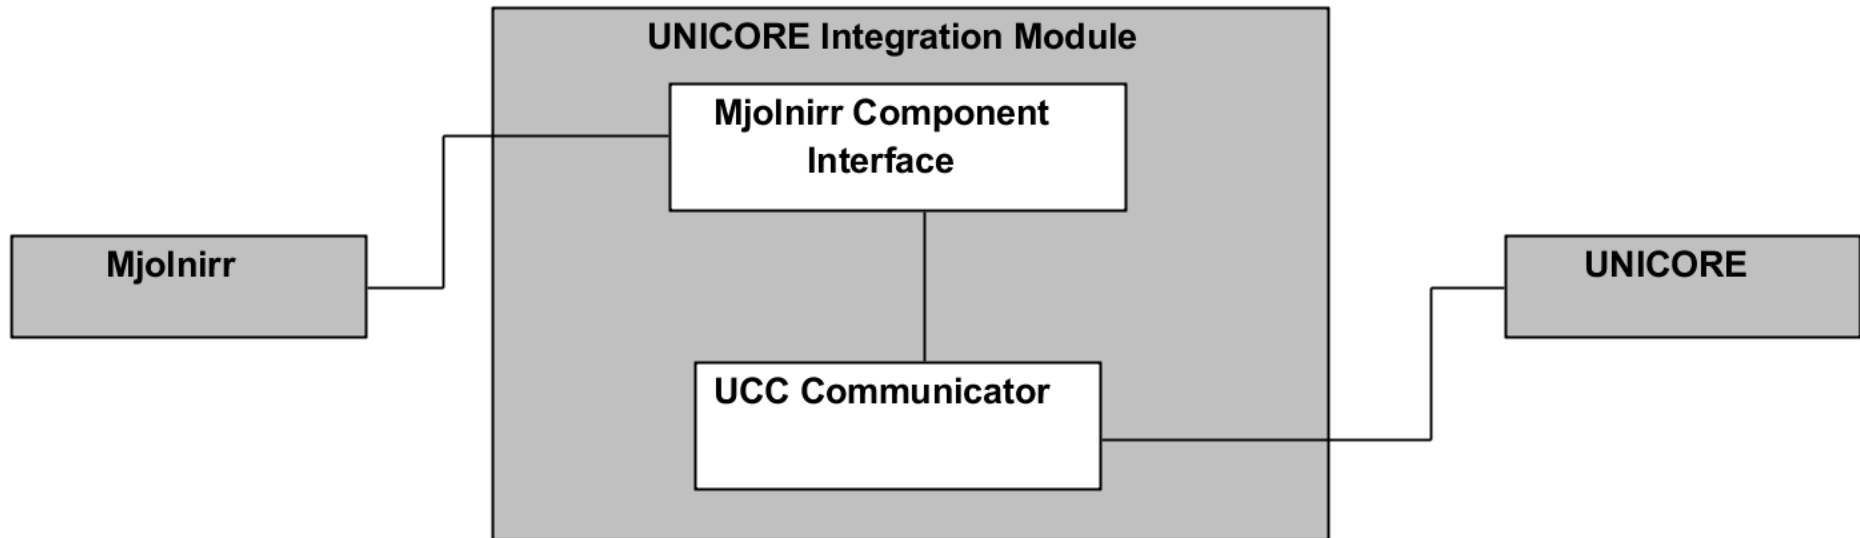 UNICORE Integration Module
Mjolnirr Component
Interface
Mjolnirr
UNICORE
UCC Communicator